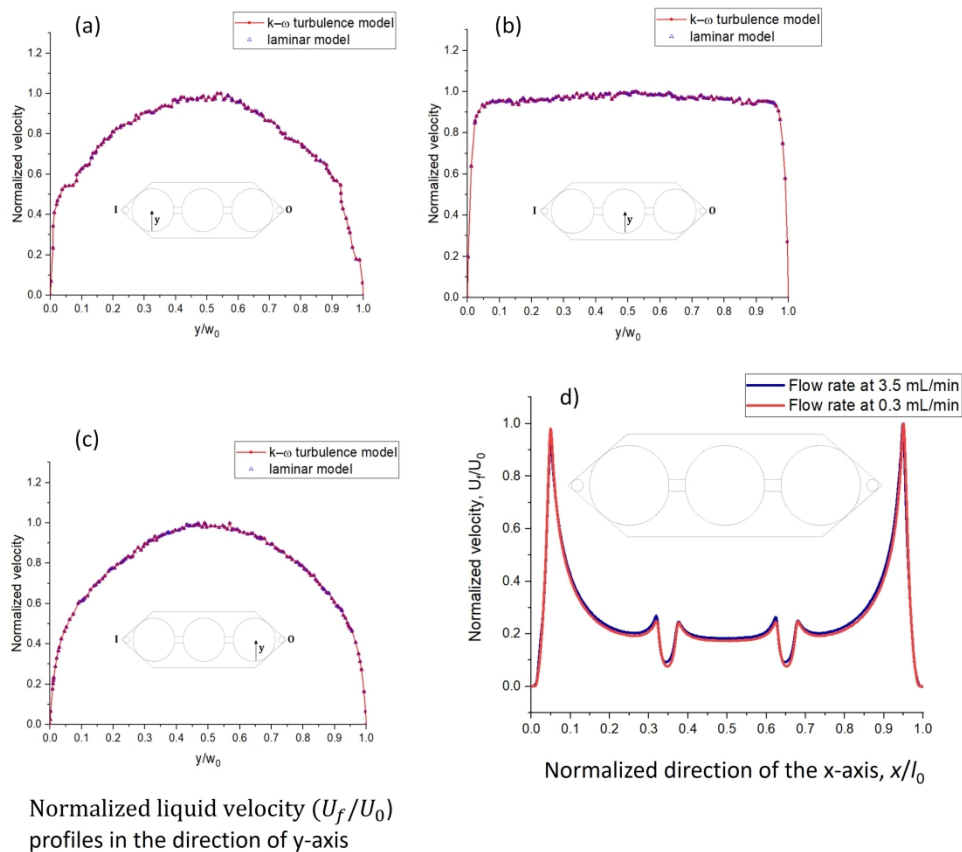 (a)
k−ω turbulence model
laminar model
1.2
1.0
0.8
0.6
0.4
0.2
0.0
Normalized velocity
I
y
O
0.0 0.1 0.2 0.3 0.4 0.5 0.6 0.7 0.8 0.9 1.0
y/w₀
(b)
k−ω turbulence model
laminar model
1.2
1.0
0.8
0.6
0.4
0.2
0.0
Normalized velocity
I
y
O
0.0 0.1 0.2 0.3 0.4 0.5 0.6 0.7 0.8 0.9 1.0
y/w₀
(c)
k−ω turbulence model
laminar model
1.2
1.0
0.8
0.6
0.4
0.2
0.0
Normalized velocity
I
y
O
0.0 0.1 0.2 0.3 0.4 0.5 0.6 0.7 0.8 0.9 1.0
y/w₀
Normalized liquid velocity (U_f/U₀)
profiles in the direction of y-axis
Flow rate at 3.5 mL/min
Flow rate at 0.3 mL/min
d)
1.0
0.8
0.6
0.4
0.2
0.0
Normalized velocity, U_f/U₀
0.0 0.1 0.2 0.3 0.4 0.5 0.6 0.7 0.8 0.9 1.0
Normalized direction of the x-axis, x/l₀